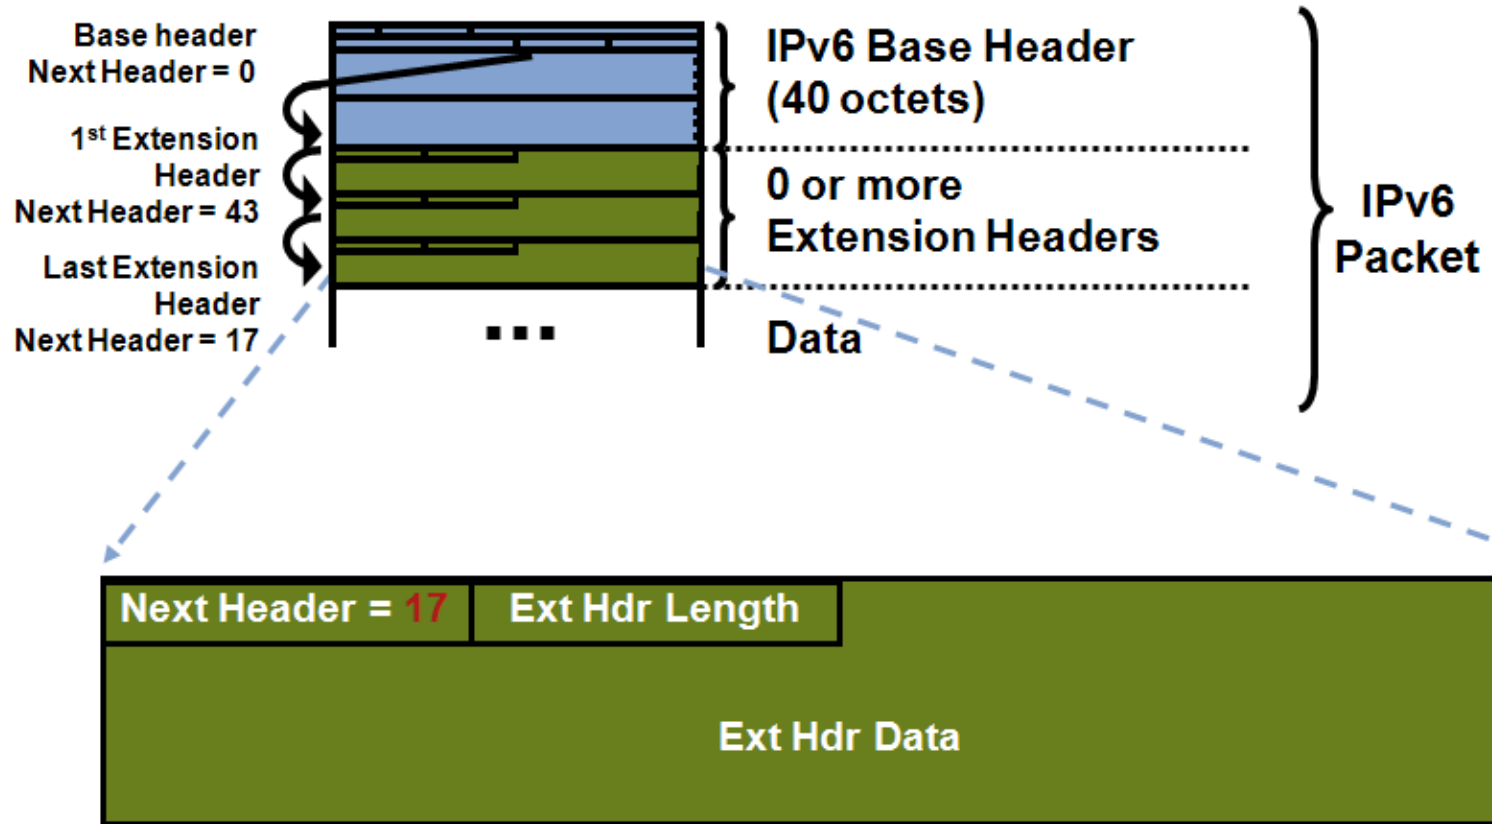 Base header
Next Header = 0
1st Extension
Header
Next Header = 43
Last Extension
Header
Next Header = 17
IPv6 Base Header
(40 octets)
0 or more
Extension Headers
...
Data
IPv6
Packet
Next Header = 17
Ext Hdr Length
Ext Hdr Data